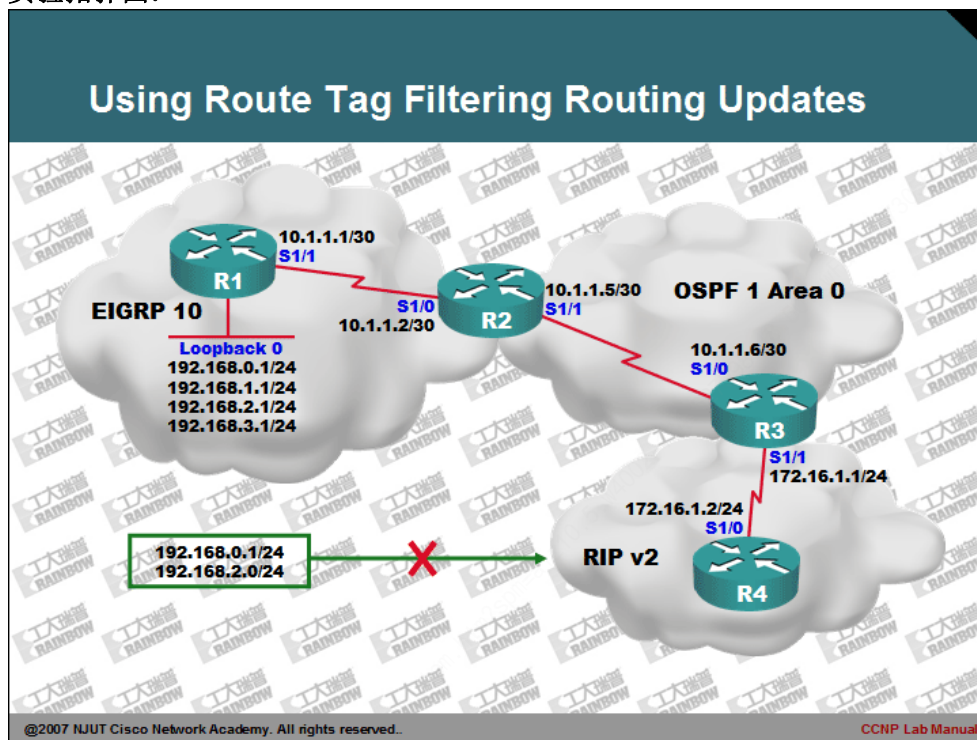 Using Route Tag Filtering Routing Updates
10.1.1.1/30
S1/1
R1
EIGRP 10
Loopback 0
192.168.0.1/24
192.168.1.1/24
192.168.2.1/24
192.168.3.1/24
S1/0
10.1.1.2/30
R2
10.1.1.5/30
S1/1
OSPF 1 Area 0
10.1.1.6/30
S1/0
R3
S1/1
172.16.1.1/24
172.16.1.2/24
S1/0
RIP v2
R4
192.168.0.1/24
192.168.2.0/24
工大瑞普
RAINBOW
@2007 NJUT Cisco Network Academy. All rights reserved..
CCNP Lab Manual